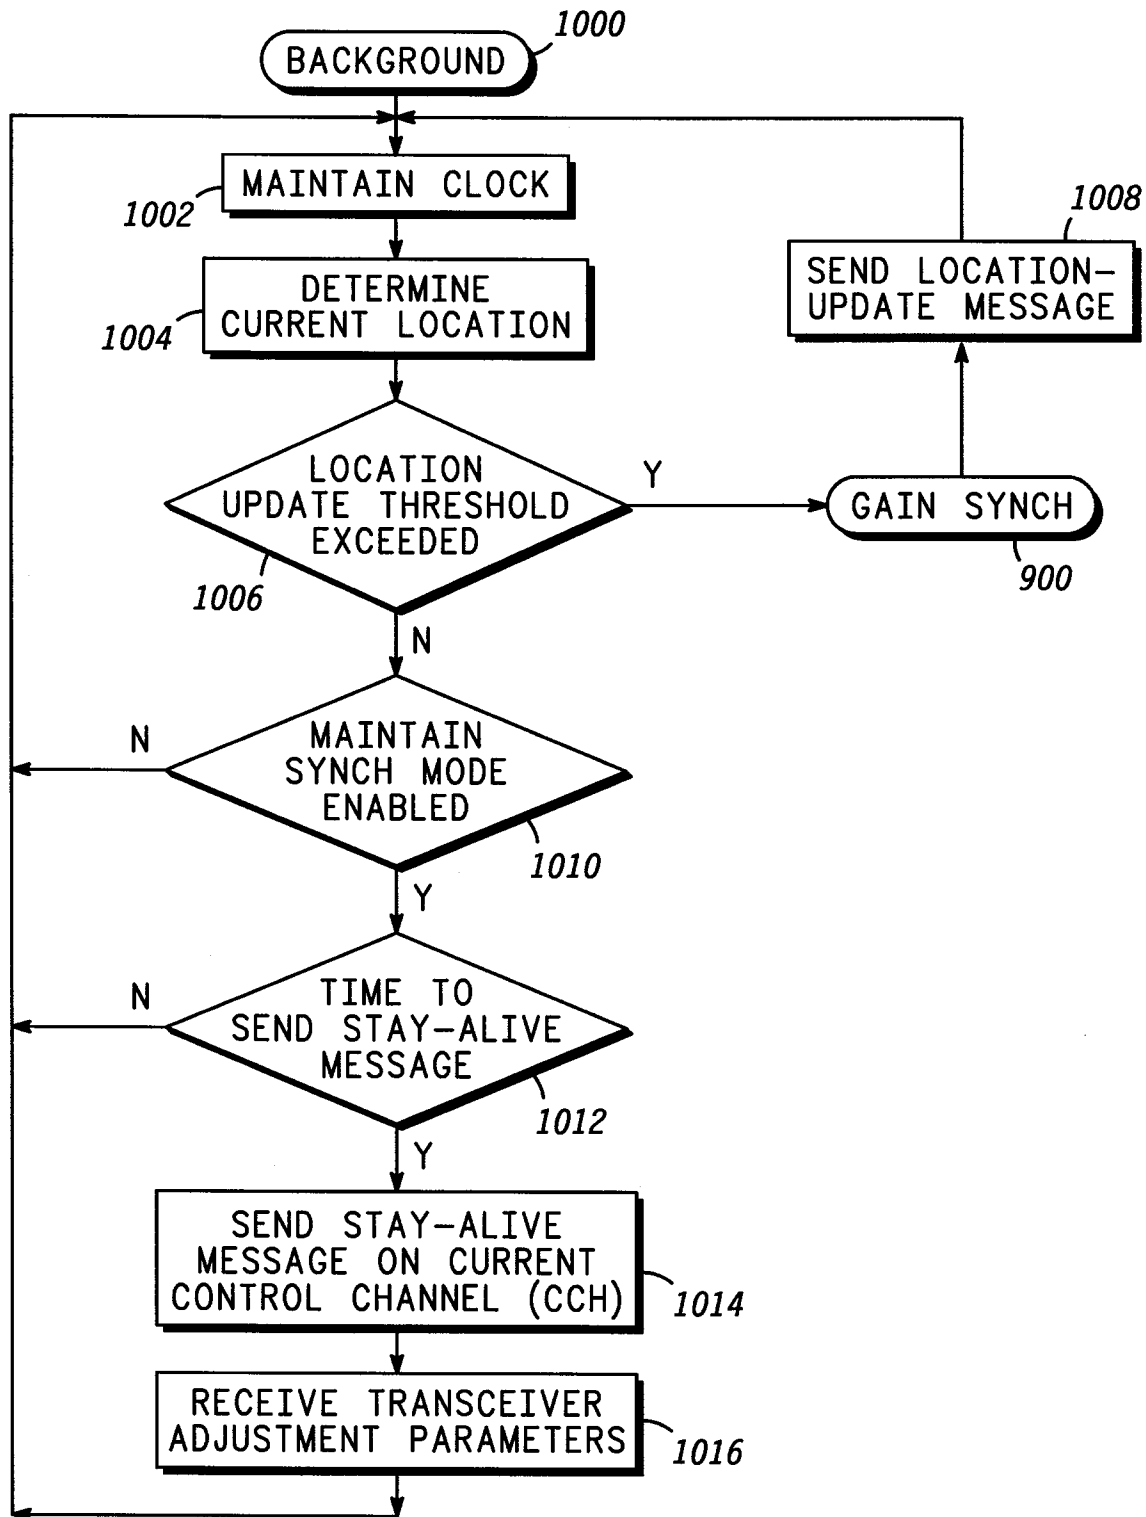 1000
BACKGROUND
MAINTAIN CLOCK
1002
1008
SEND LOCATION-
UPDATE MESSAGE
DETERMINE
CURRENT LOCATION
1004
LOCATION
UPDATE THRESHOLD
EXCEEDED
1006
Y
GAIN SYNCH
900
N
MAINTAIN
SYNCH MODE
ENABLED
N
1010
Y
TIME TO
SEND STAY-ALIVE
MESSAGE
N
1012
Y
SEND STAY-ALIVE
MESSAGE ON CURRENT
CONTROL CHANNEL (CCH)
1014
RECEIVE TRANSCEIVER
ADJUSTMENT PARAMETERS
1016